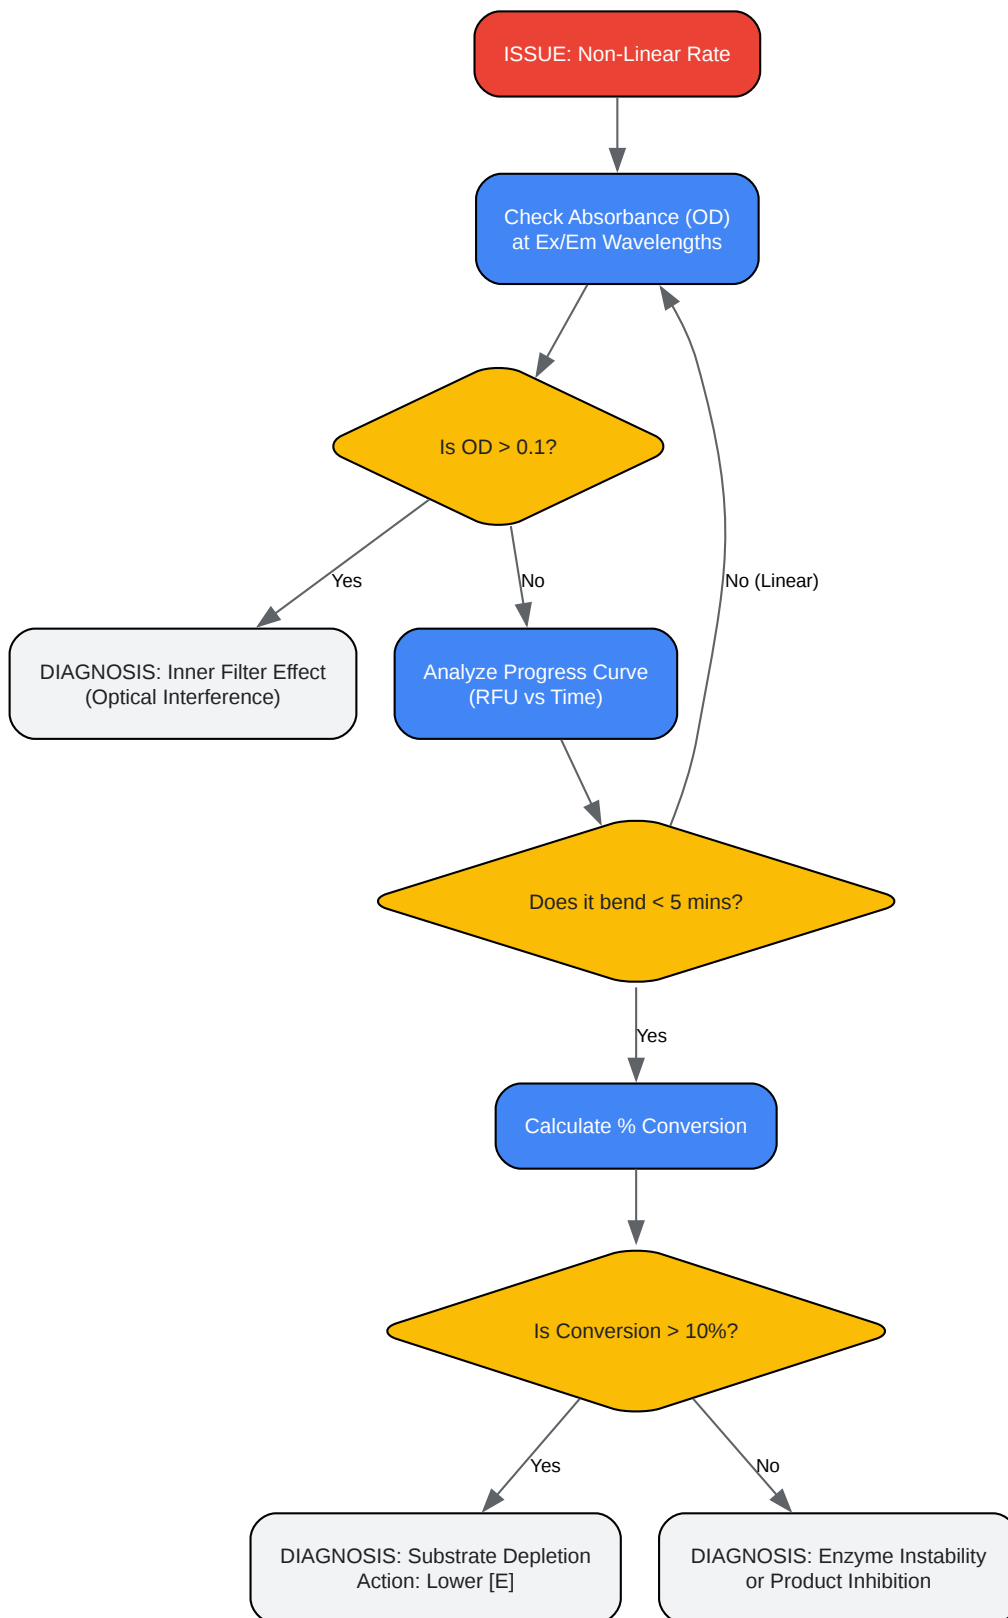 ISSUE: Non-Linear Rate
Check Absorbance (OD)
at Ex/Em Wavelengths
Is OD > 0.1?
Yes
No
No (Linear)
DIAGNOSIS: Inner Filter Effect
(Optical Interference)
Analyze Progress Curve
(RFU vs Time)
Does it bend < 5 mins?
Yes
Calculate % Conversion
Is Conversion > 10%?
Yes
No
DIAGNOSIS: Substrate Depletion
Action: Lower [E]
DIAGNOSIS: Enzyme Instability
or Product Inhibition